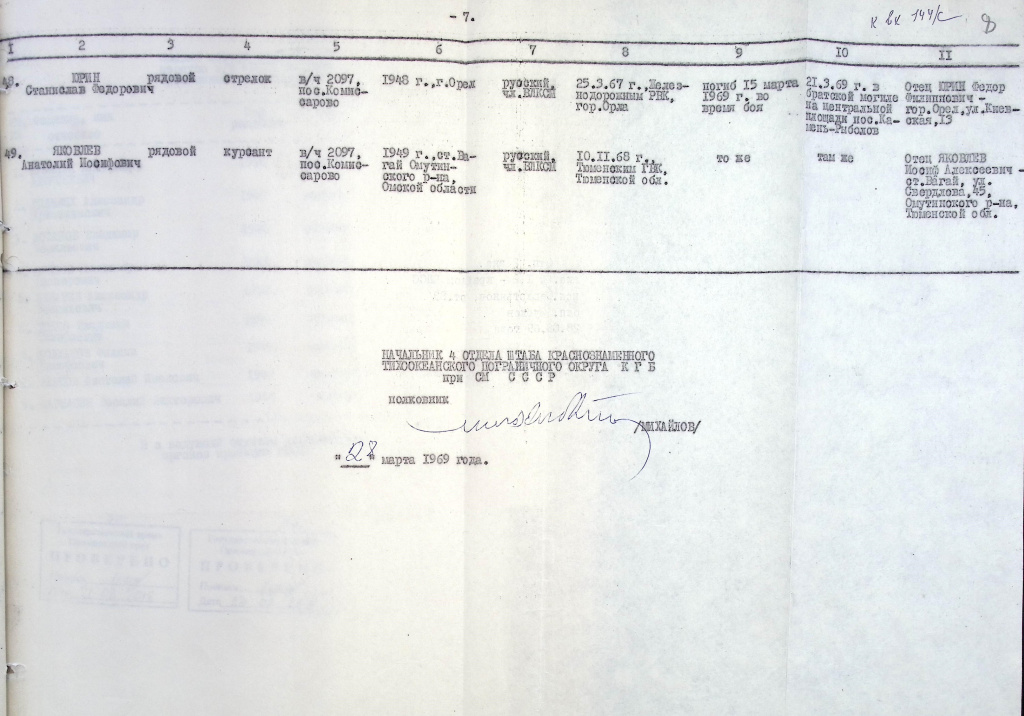 - 7.
к вк 144/с
8
1 2 3 4 5 6 7 8 9 10 11
48. ЮРИН
Станислав Федорович
рядовой
стрелок
в/ч 2097,
пос.Комис-
сарово
1948 г.,г.Орел
русский,
чл.ВЛКСМ
25.3.67 г.,Желез-
нодорожным РВК,
гор.Орла
погиб 15 марта
1969 г. во
время боя
21.3.69 г. в
братской могиле
на центральной
площади пос.Ка-
мень-Рыболов
Отец ЮРИН Федор
Филиппович -
гор.Орел,ул.Киев-
ская,13
49. ЯКОВЛЕВ
Анатолий Иосифович
рядовой
курсант
в/ч 2097,
пос.Комис-
сарово
1949 г.,ст.Ва-
гай Омутин-
ского р-на,
Омской области
русский,
чл.ВЛКСМ
10.11.68 г.,
Тюменским ГВК,
Тюменской обл.
то же
там же
Отец ЯКОВЛЕВ
Иосиф Алексеевич -
ст.Вагай, ул.
Свердлова,45,
Омутинского р-на,
Тюменской обл.
НАЧАЛЬНИК 4 ОТДЕЛА ШТАБА КРАСНОЗНАМЕННОГО
ТИХООКЕАНСКОГО ПОГРАНИЧНОГО ОКРУГА К Г Б
при СМ С С С Р
полковник
/МИХАЙЛОВ/
"28" марта 1969 года.